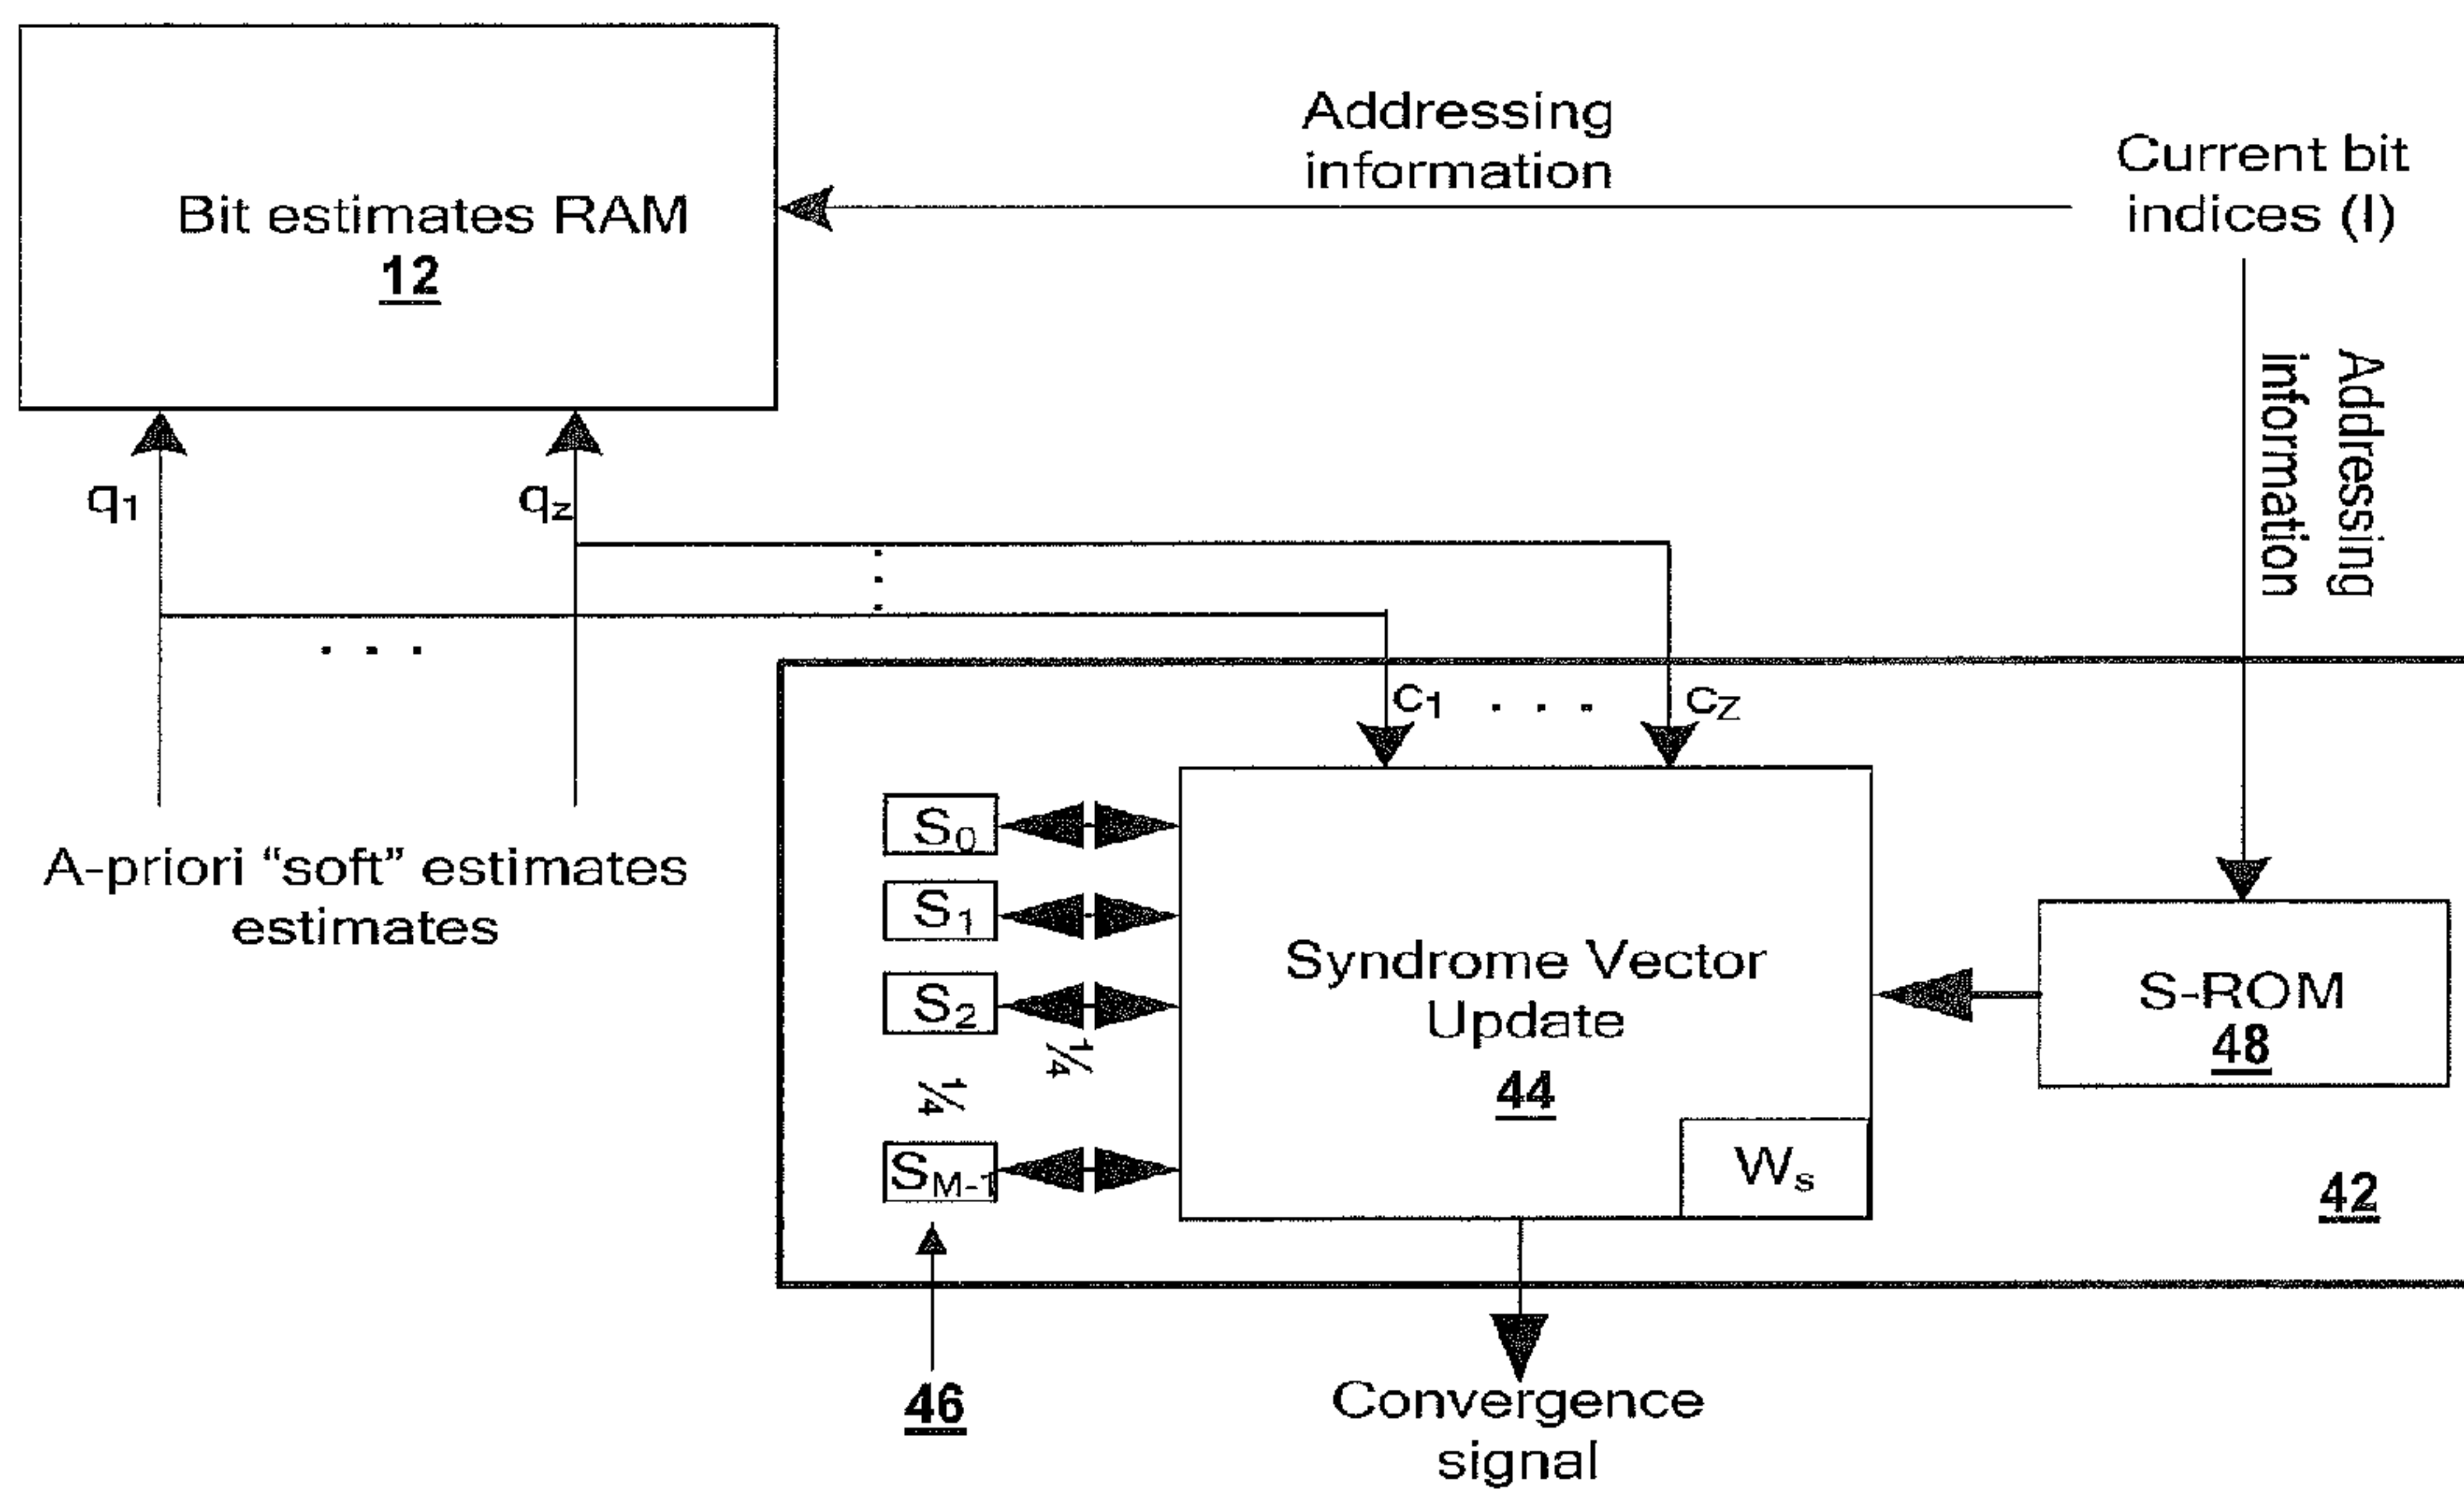 Addressing
information
Current bit
indices (I)
Bit estimates RAM
12
Addressing
information
q1
qz
. . .
. . .
c1 . . . cZ
A-priori “soft” estimates
estimates
S0
S1
S2
¼
¼
SM-1
Syndrome Vector
Update
44
Ws
S-ROM
48
42
46
Convergence
signal